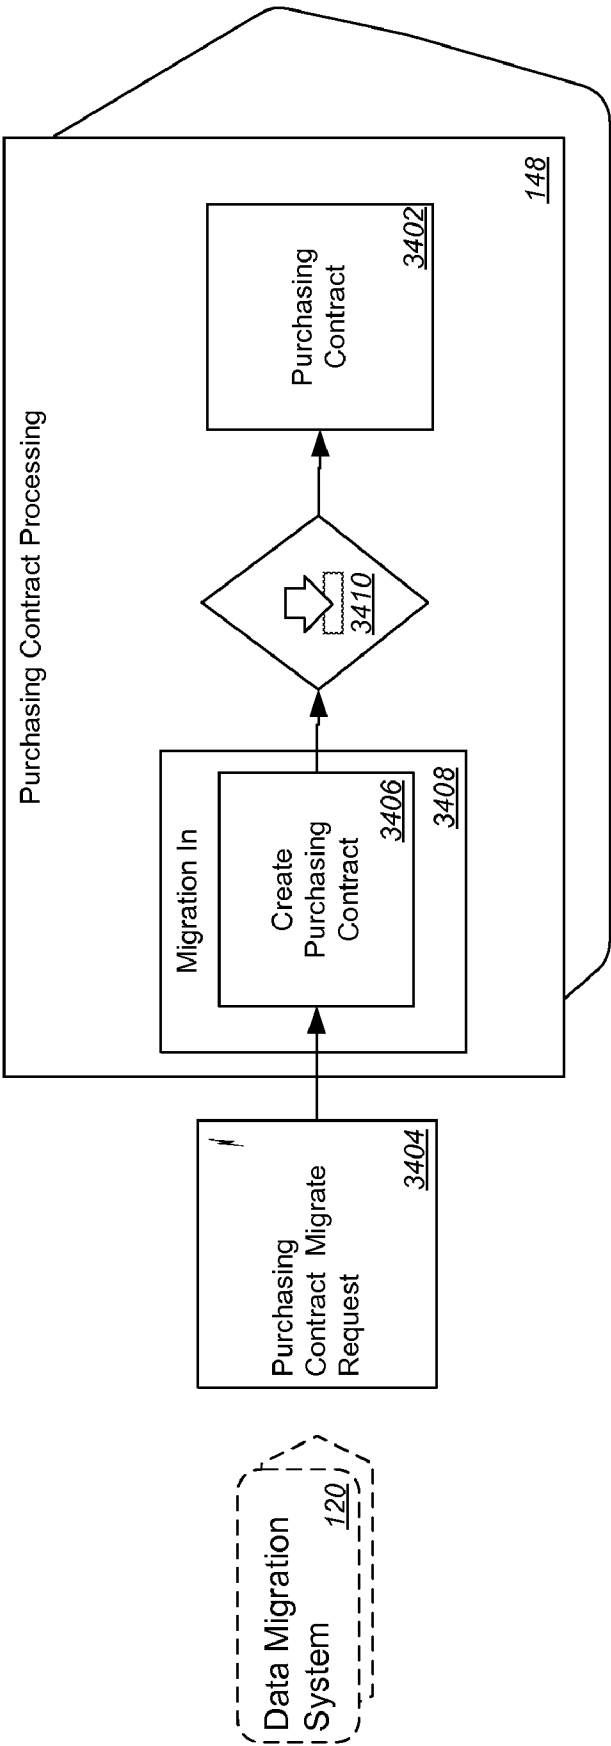 Purchasing Contract Processing
148
Data Migration
System
120
Purchasing
Contract Migrate
Request
3404
Migration In
Create
Purchasing
Contract
3406
3408
3410
Purchasing
Contract
3402